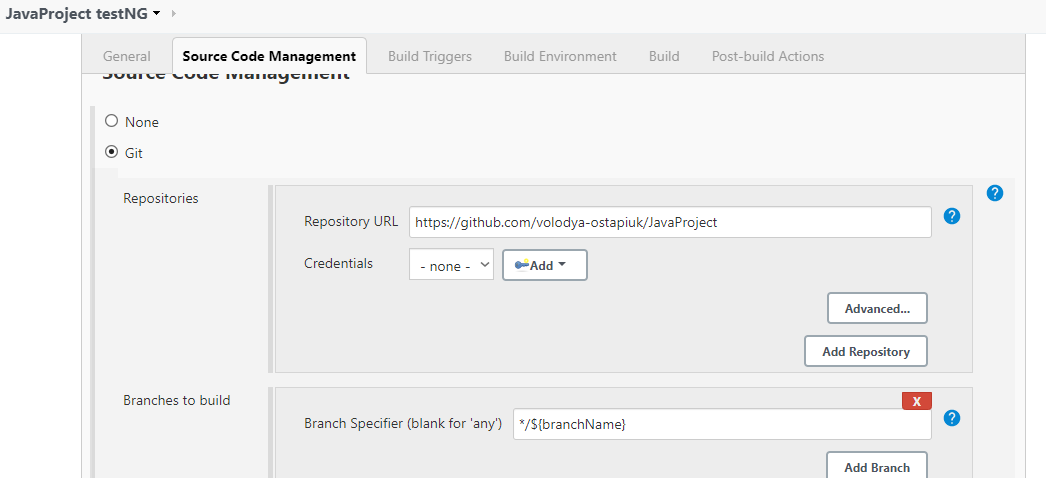 JavaProject testNG
General Source Code Management Build Triggers Build Environment Build Post-build Actions
Source Code Management
None
Git
Repositories
Repository URL https://github.com/volodya-ostapiuk/JavaProject
Credentials - none - Add
Advanced...
Add Repository
Branches to build
X
Branch Specifier (blank for 'any') */${branchName}
Add Branch